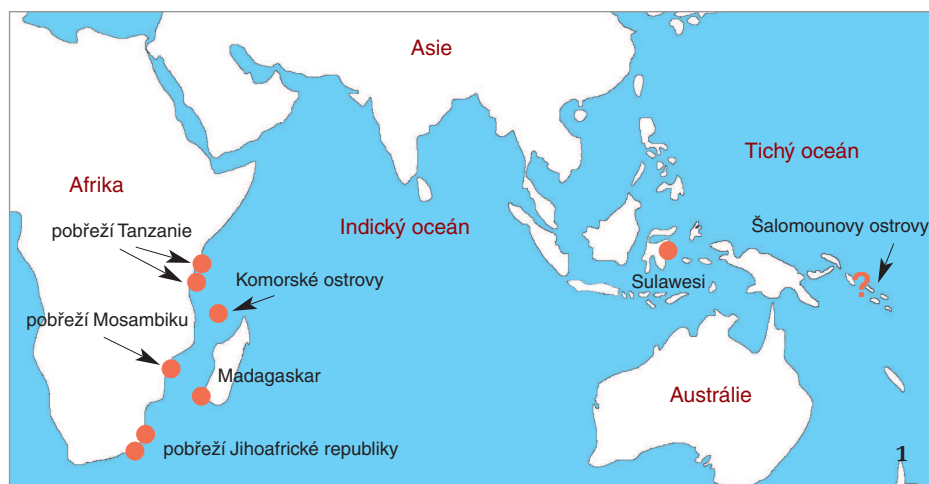 Asie
Tichý oceán
Afrika
Indický oceán
Šalomounovy ostrovy
pobřeží Tanzanie
?
Komorské ostrovy
Sulawesi
pobřeží Mosambiku
Madagaskar
Austrálie
pobřeží Jihoafrické republiky
1